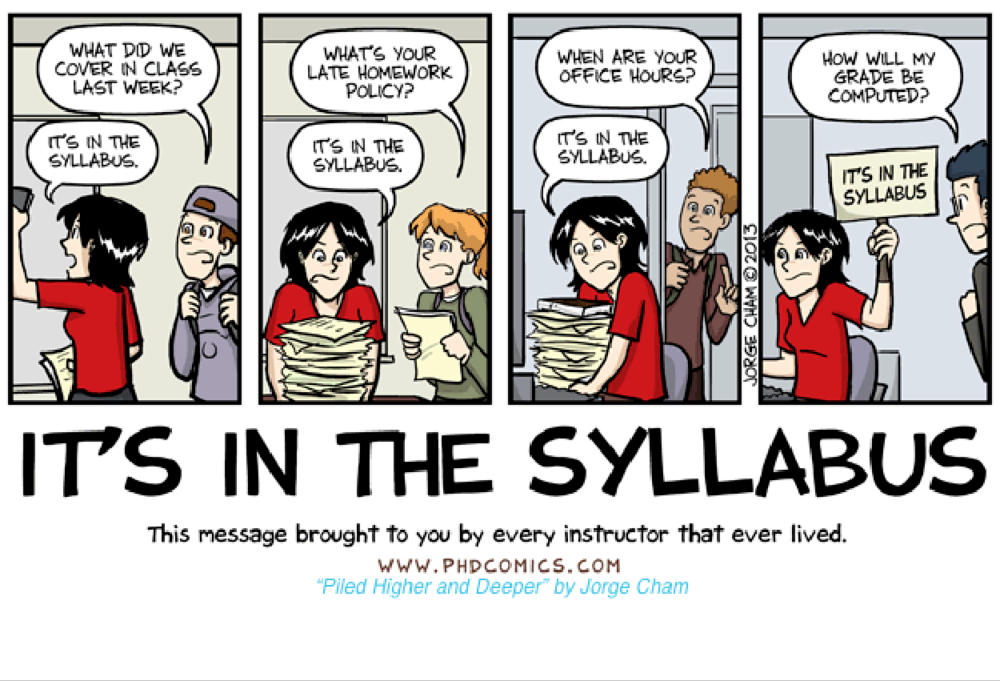 WHAT DID WE
COVER IN CLASS
LAST WEEK?
IT'S IN THE
SYLLABUS.
WHAT'S YOUR
LATE HOMEWORK
POLICY?
IT'S IN THE
SYLLABUS.
WHEN ARE YOUR
OFFICE HOURS?
IT'S IN THE
SYLLABUS.
JORGE CHAM © 2013
HOW WILL MY
GRADE BE
COMPUTED?
IT'S IN THE
SYLLABUS
IT'S IN THE SYLLABUS
This message brought to you by every instructor that ever lived.
WWW.PHDCOMICS.COM
“Piled Higher and Deeper” by Jorge Cham